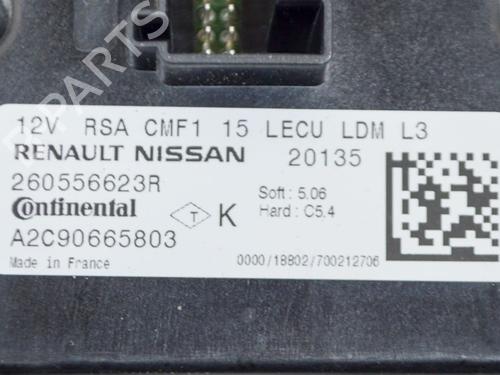 PARTS
12V RSA CMF1 15 LECU LDM L3
RENAULT NISSAN 20135
260556623R
Soft : 5.06
Continental
T K
Hard : C5.4
A2C90665803
Made in France
0000/18802/700212706